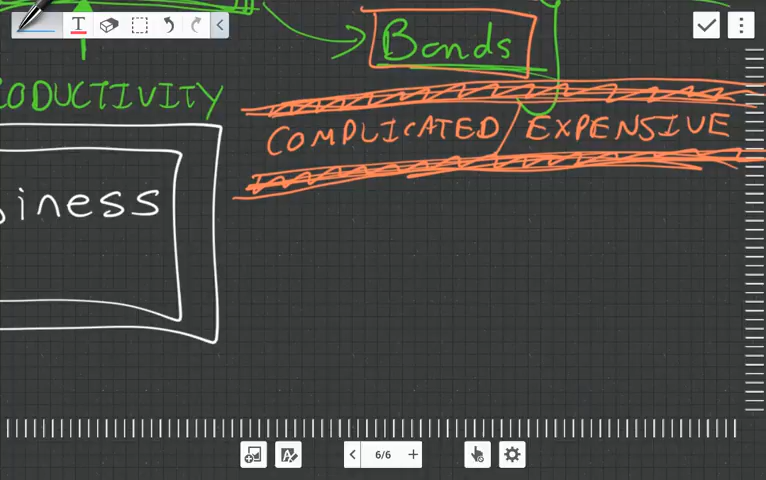 T
Bonds
ODUCTIVITY
COMPLICATED/EXPENSIVE
siness
6/6